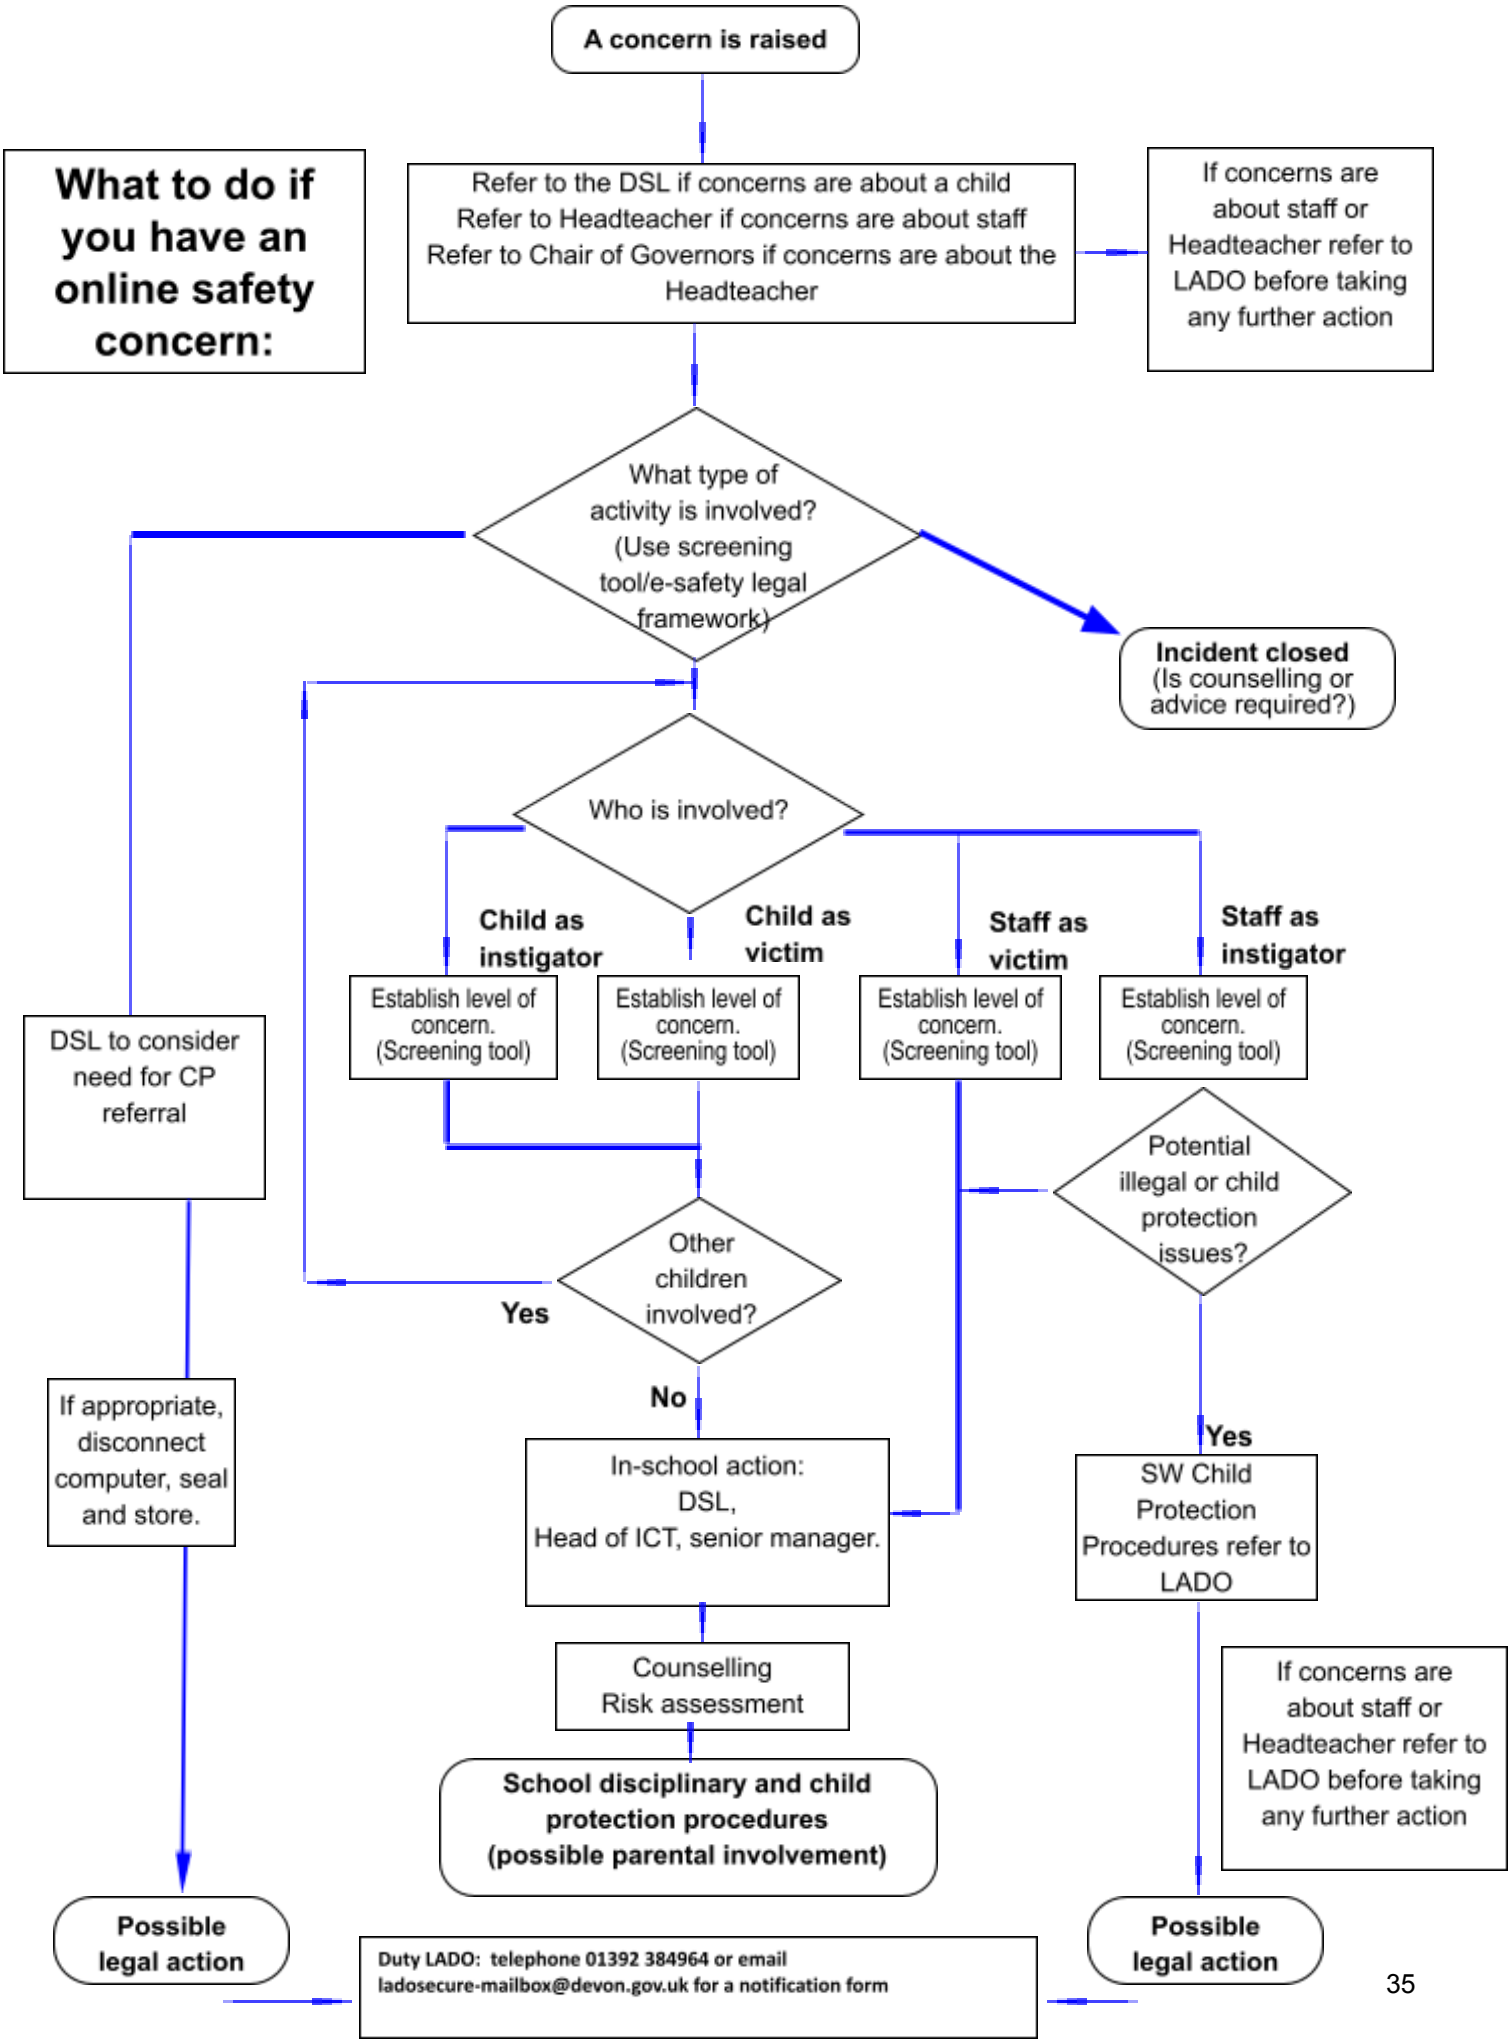 A concern is raised
What to do if
you have an
online safety
concern:
Refer to the DSL if concerns are about a child
Refer to Headteacher if concerns are about staff
Refer to Chair of Governors if concerns are about the
Headteacher
If concerns are
about staff or
Headteacher refer to
LADO before taking
any further action
What type of
activity is involved?
(Use screening
tool/e-safety legal
framework)
Incident closed
(Is counselling or
advice required?)
Who is involved?
Child as
instigator
Child as
victim
Staff as
victim
Staff as
instigator
Establish level of
concern.
(Screening tool)
Establish level of
concern.
(Screening tool)
Establish level of
concern.
(Screening tool)
Establish level of
concern.
(Screening tool)
DSL to consider
need for CP
referral
Potential
illegal or child
protection
issues?
Other
children
involved?
Yes
No
If appropriate,
disconnect
computer, seal
and store.
In-school action:
DSL,
Head of ICT, senior manager.
Yes
SW Child
Protection
Procedures refer to
LADO
Counselling
Risk assessment
If concerns are
about staff or
Headteacher refer to
LADO before taking
any further action
School disciplinary and child
protection procedures
(possible parental involvement)
Possible
legal action
Possible
legal action
Duty LADO: telephone 01392 384964 or email
ladosecure-mailbox@devon.gov.uk for a notification form
35